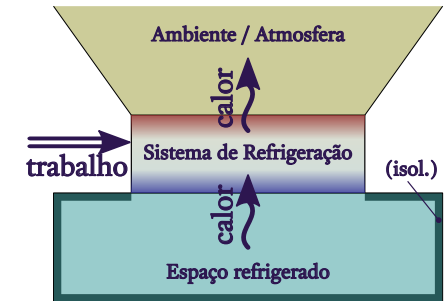 Ambiente / Atmosfera
calor
trabalho
Sistema de Refrigeração
(isol.)
calor
Espaço refrigerado